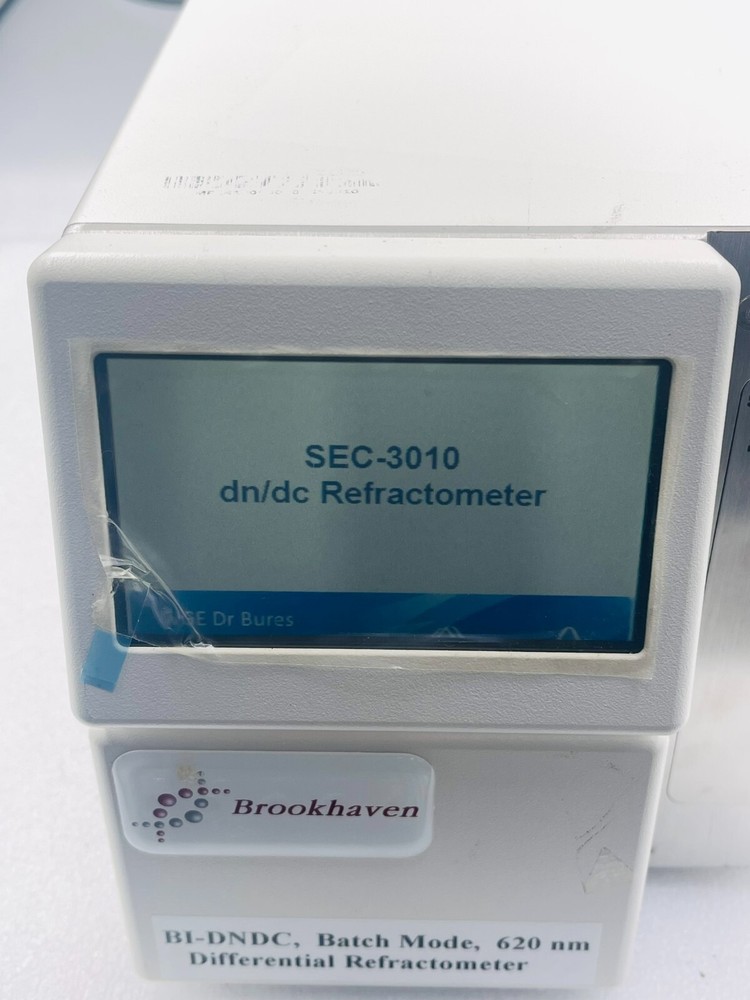 SEC-3010
dn/dc Refractometer
Dr Bures
Brookhaven
BI-DNDC, Batch Mode, 620 nm
Differential Refractometer